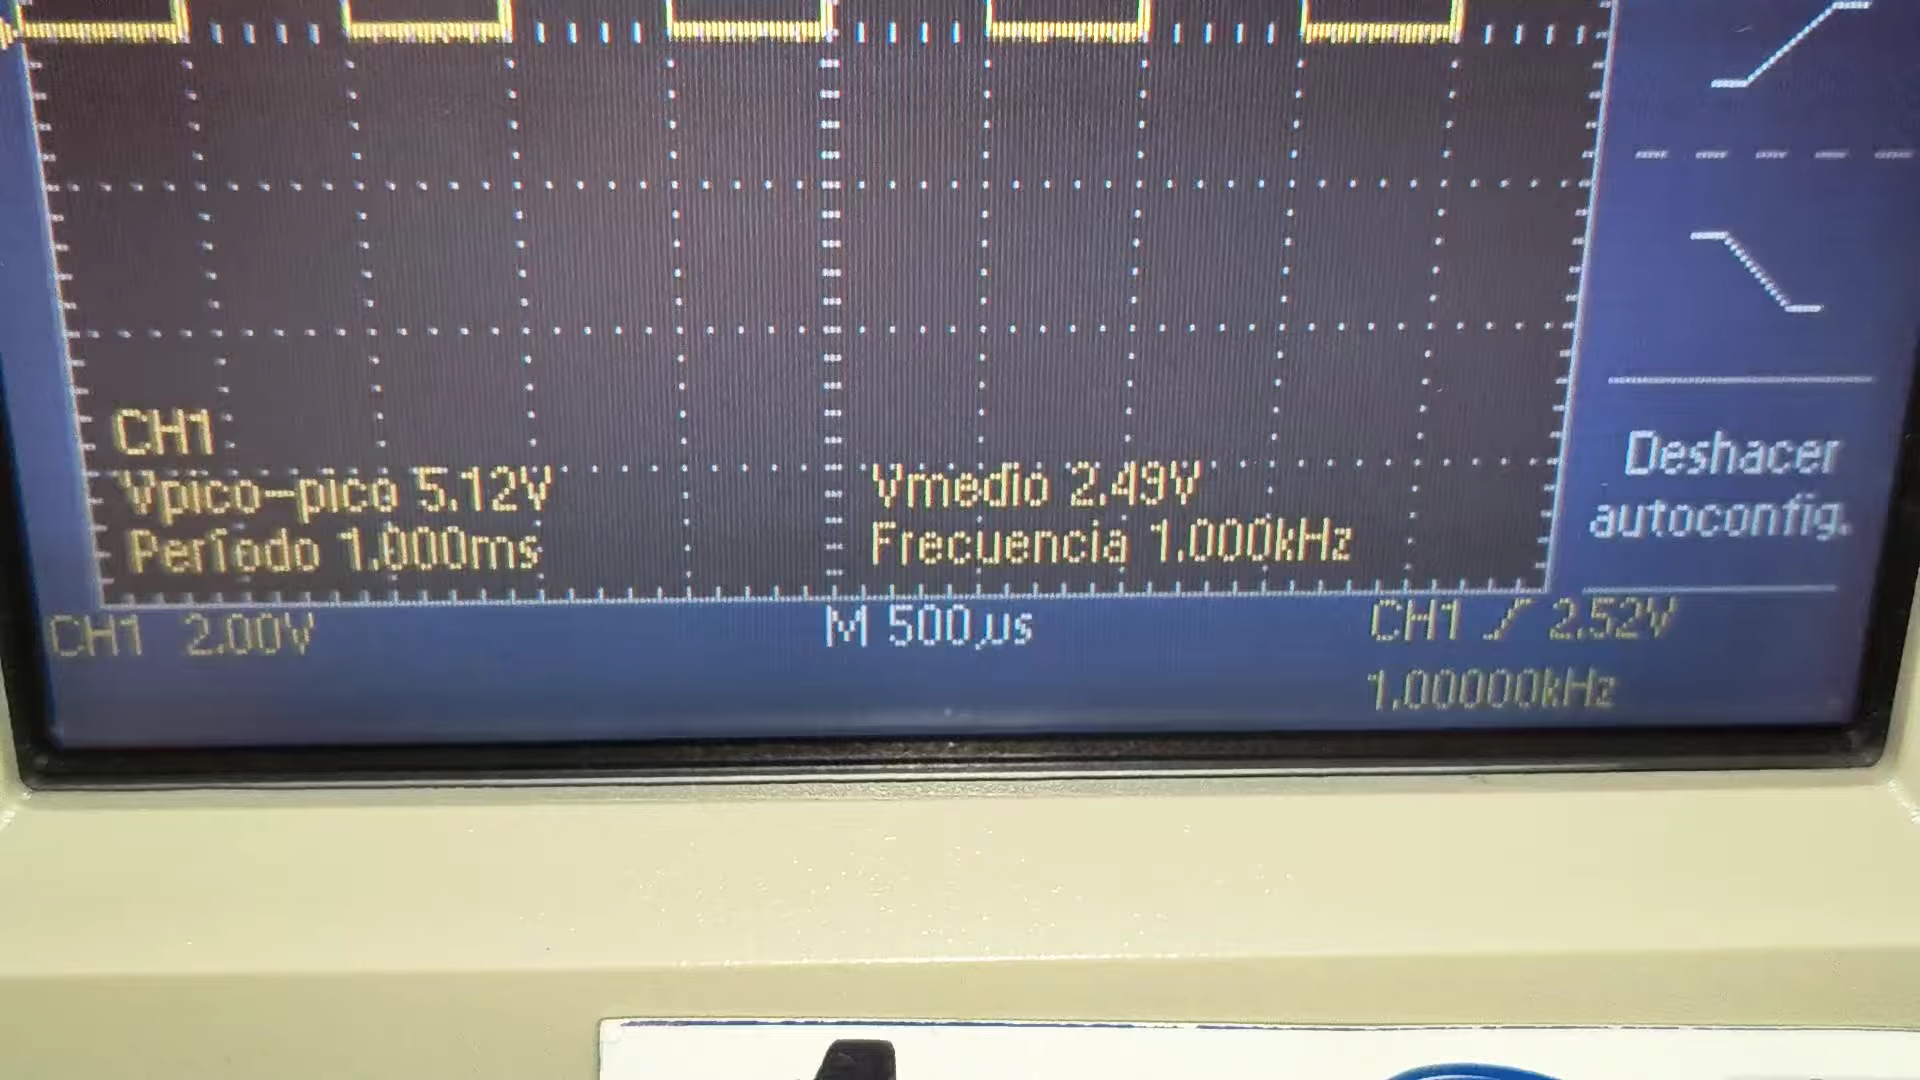 CH1
Vpico-pico 5.12V Vmedio 2.49V
Período 1.000ms Frecuencia 1.000kHz
Deshacer
autoconfig.
CH1 2.00V M 500µs CH1 2.52V
1.00000kHz